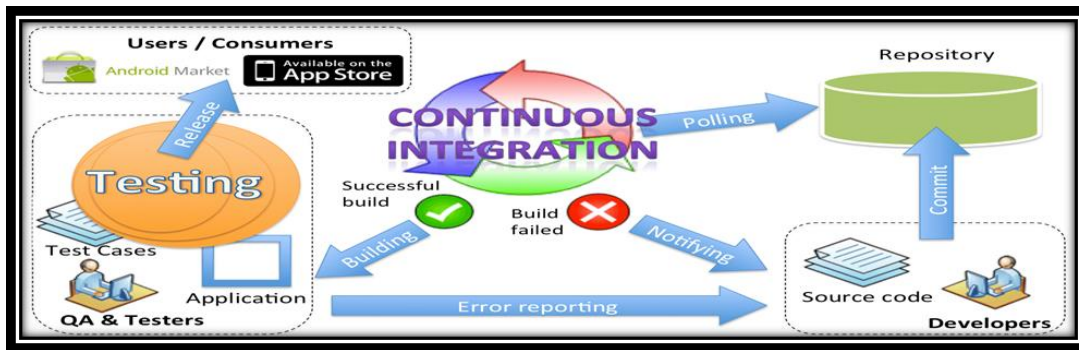 Users / Consumers
Android Market
Available on the
App Store
Release
Testing
Test Cases
Application
QA & Testers
CONTINUOUS
INTEGRATION
Successful
build
Build
failed
Building
Notifying
Error reporting
Polling
Repository
Commit
Source code
Developers